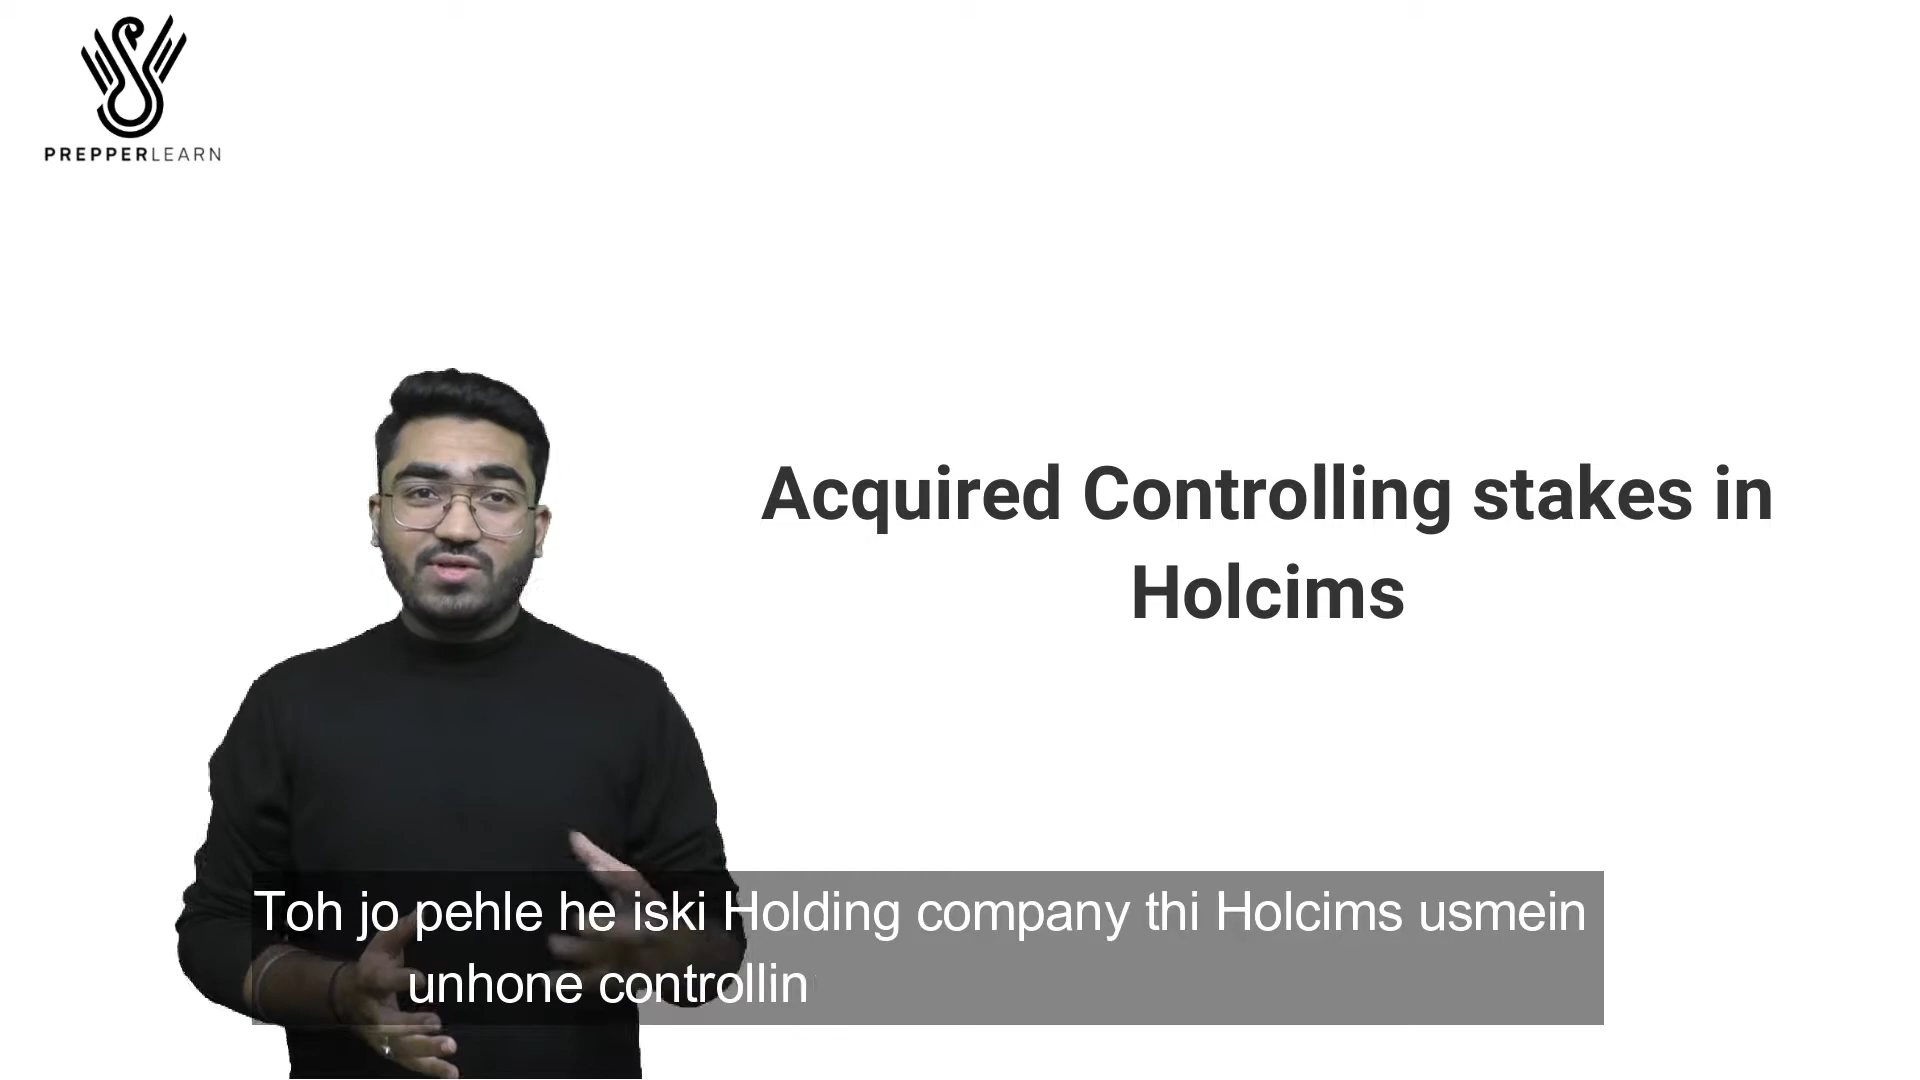 PREPPERLEARN
Acquired Controlling stakes in
Holcims
Toh jo pehle he iski Holding company thi Holcims usmein
unhone controllin